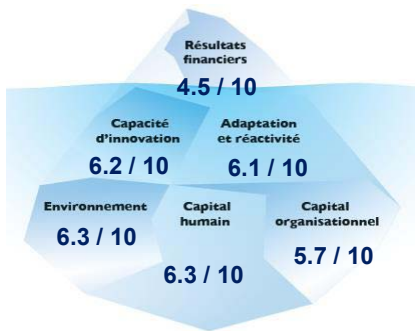 Résultats
financiers
4.5 / 10
Capacité
d'innovation
6.2 / 10
Adaptation
et réactivité
6.1 / 10
Environnement
6.3 / 10
Capital
humain
6.3 / 10
Capital
organisationnel
5.7 / 10